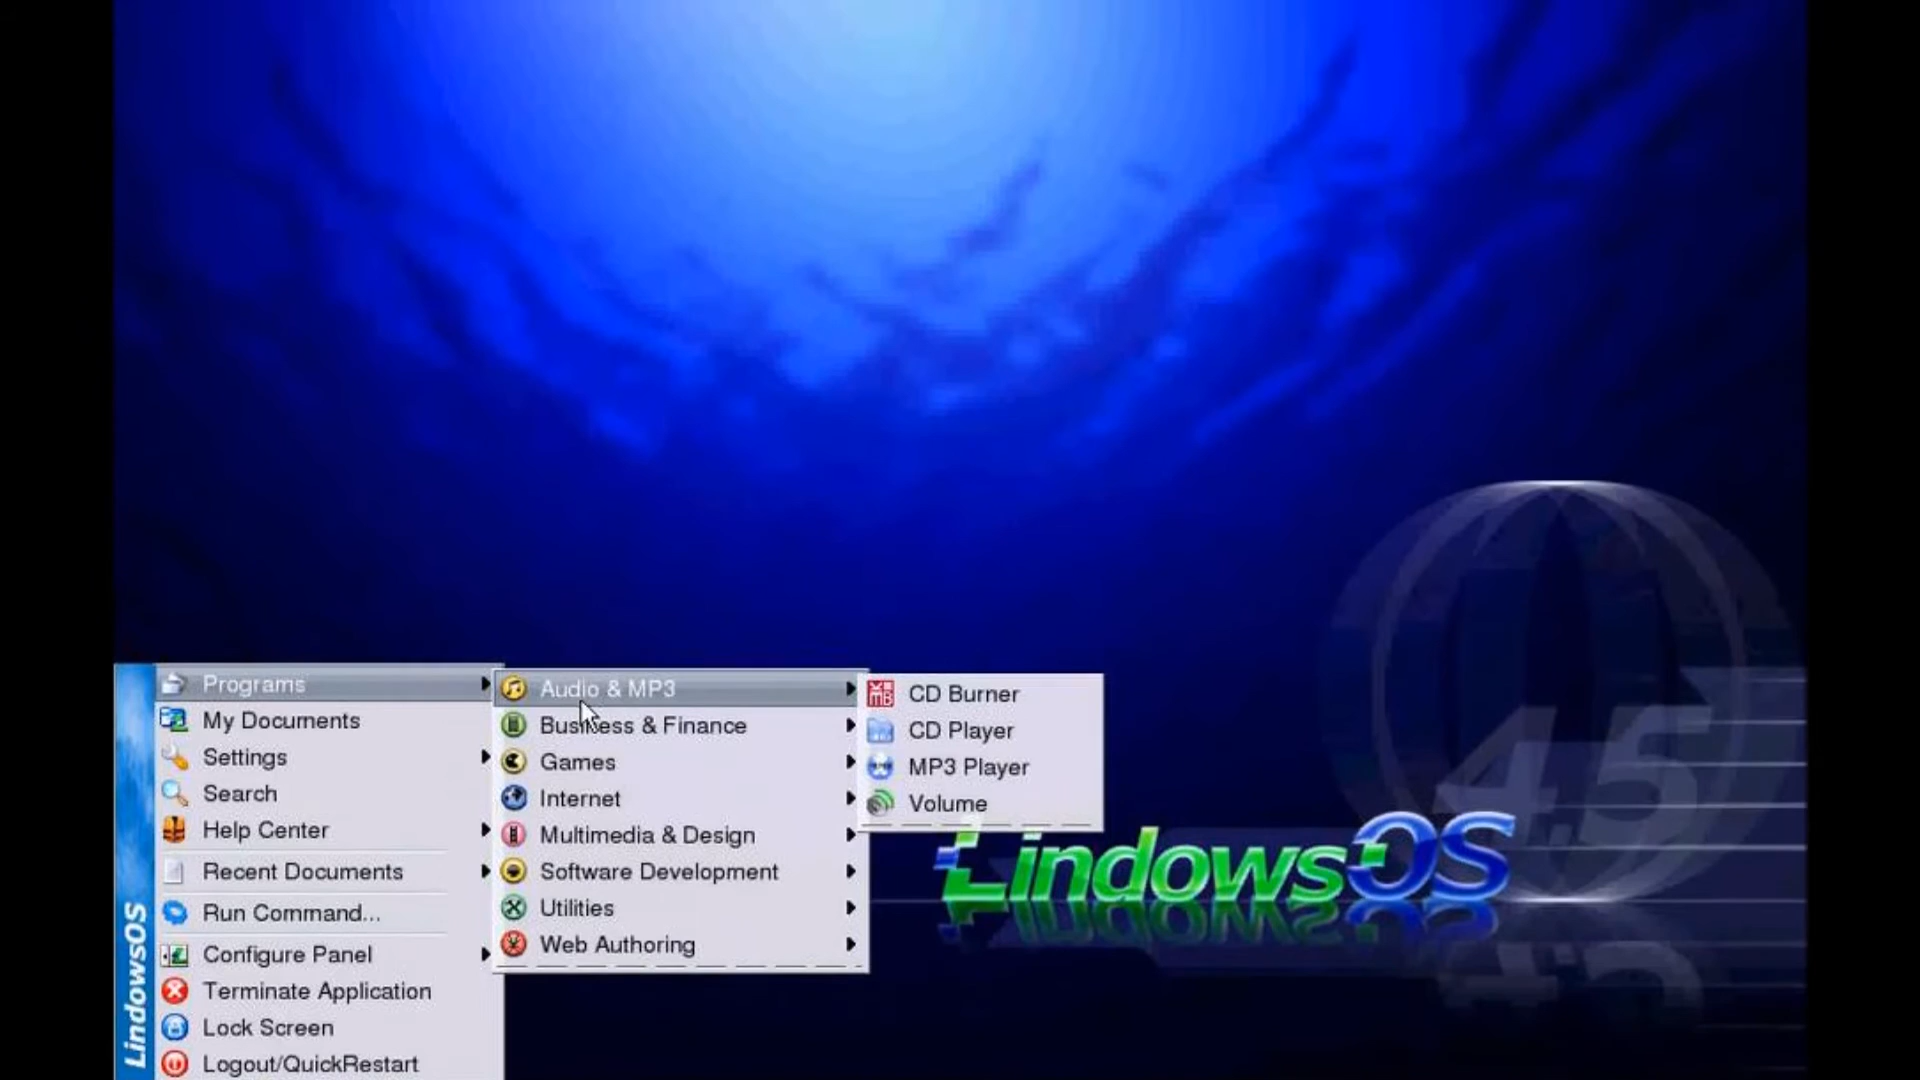 Programs
My Documents
Settings
Search
Help Center
Recent Documents
Run Command...
Configure Panel
Terminate Application
Lock Screen
Logout/QuickRestart
LindowsOS
Audio & MP3
Business & Finance
Games
Internet
Multimedia & Design
Software Development
Utilities
Web Authoring
CD Burner
CD Player
MP3 Player
Volume
4.5
LindowsOS